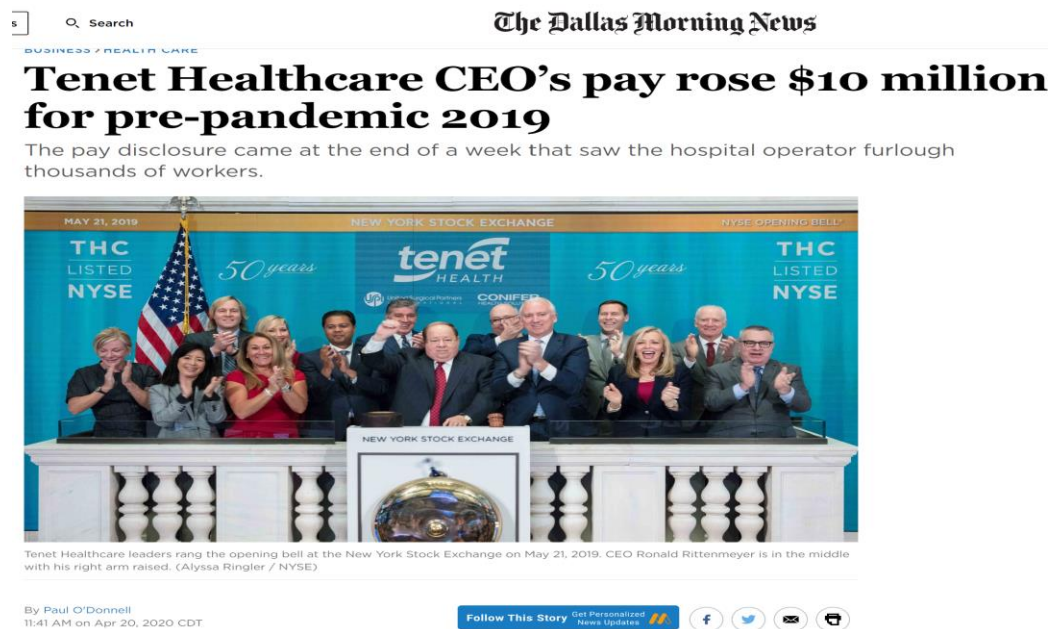 s
Search
The Dallas Morning News
BUSINESS > HEALTH CARE
Tenet Healthcare CEO’s pay rose $10 million
for pre-pandemic 2019
The pay disclosure came at the end of a week that saw the hospital operator furlough
thousands of workers.
MAY 21, 2019
NEW YORK STOCK EXCHANGE
NYSE OPENING BELL
THC
LISTED
NYSE
50 years
tenet
HEALTH
50 years
THC
LISTED
NYSE
United Surgical Partners
CONIFER
NEW YORK STOCK EXCHANGE
Tenet Healthcare leaders rang the opening bell at the New York Stock Exchange on May 21, 2019. CEO Ronald Rittenmeyer is in the middle
with his right arm raised. (Alyssa Ringler / NYSE)
By Paul O'Donnell
11:41 AM on Apr 20, 2020 CDT
Follow This Story
Get Personalized
News Updates